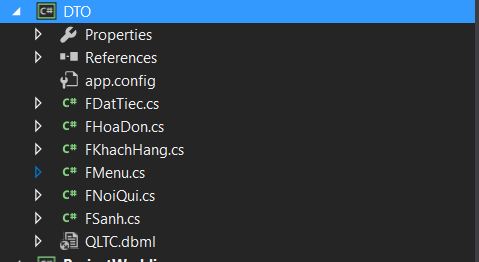 C# DTO
Properties
References
app.config
C# FDatTiec.cs
C# FHoaDon.cs
C# FKhachHang.cs
C# FMenu.cs
C# FNoiQui.cs
C# FSanh.cs
QLTC.dbml